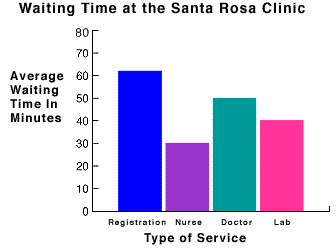 Waiting Time at the Santa Rosa Clinic
Average
Waiting
Time In
Minutes
80
70
60
50
40
30
20
10
0
Registration Nurse Doctor Lab
Type of Service